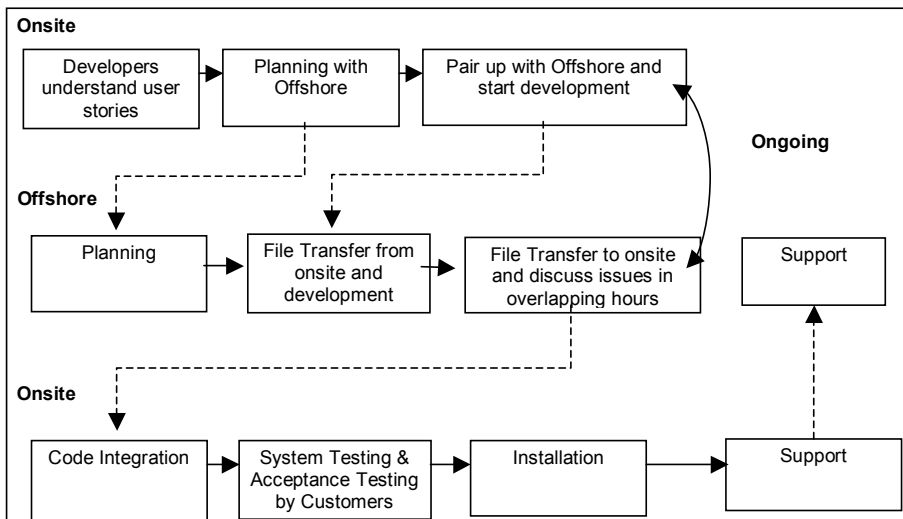 Onsite
Developers
understand user
stories
Planning with
Offshore
Pair up with Offshore and
start development
Ongoing
Offshore
Planning
File Transfer from
onsite and
development
File Transfer to onsite
and discuss issues in
overlapping hours
Support
Onsite
Code Integration
System Testing &
Acceptance Testing
by Customers
Installation
Support